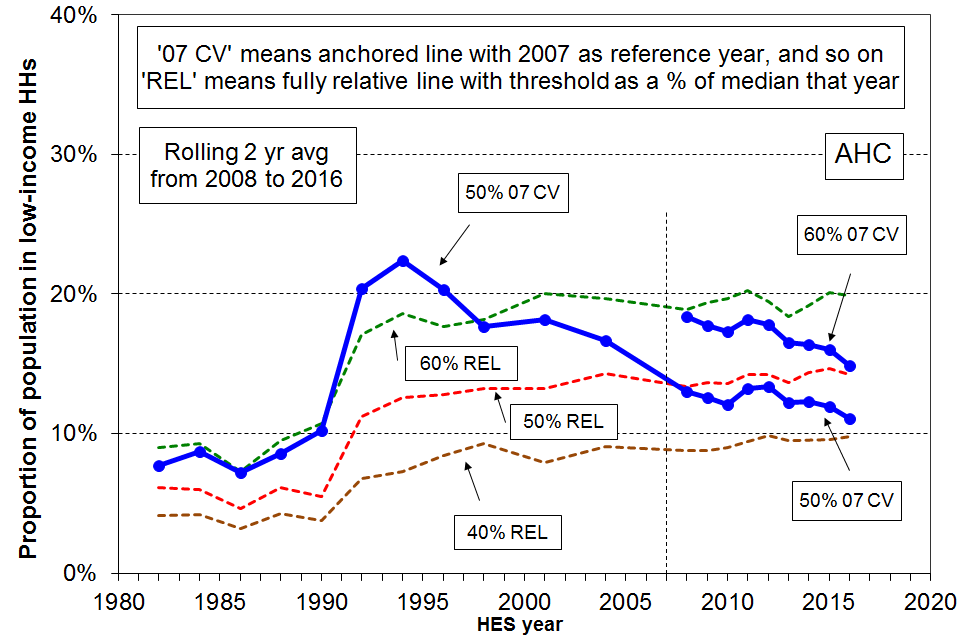 40%
'07 CV' means anchored line with 2007 as reference year, and so on
'REL' means fully relative line with threshold as a % of median that year
Rolling 2 yr avg
from 2008 to 2016
30%
AHC
50% 07 CV
60% 07 CV
20%
60% REL
50% REL
10%
50% 07 CV
40% REL
0%
1980 1985 1990 1995 2000 2005 2010 2015 2020
HES year
Proportion of population in low-income HHs